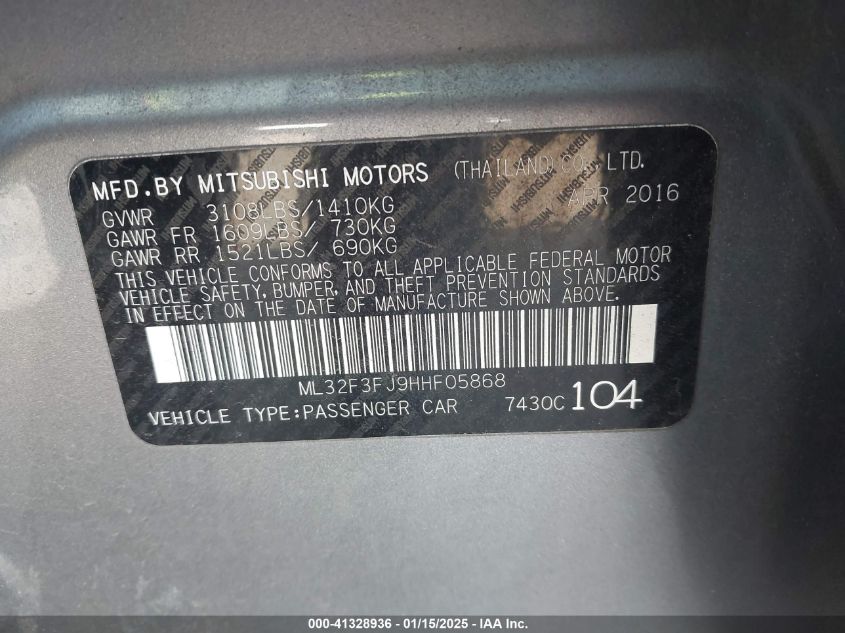 MFD.BY MITSUBISHI MOTORS (THAILAND) CO., LTD.
GVWR 3108LBS/1410KG APR 2016
GAWR FR 1609LBS/ 730KG
GAWR RR 1521LBS/ 690KG
THIS VEHICLE CONFORMS TO ALL APPLICABLE FEDERAL MOTOR
VEHICLE SAFETY, BUMPER, AND THEFT PREVENTION STANDARDS
IN EFFECT ON THE DATE OF MANUFACTURE SHOWN ABOVE.
ML32F3FJ9HHF05868
VEHICLE TYPE:PASSENGER CAR 7430C 104
000-41328936 - 01/15/2025 - IAA Inc.